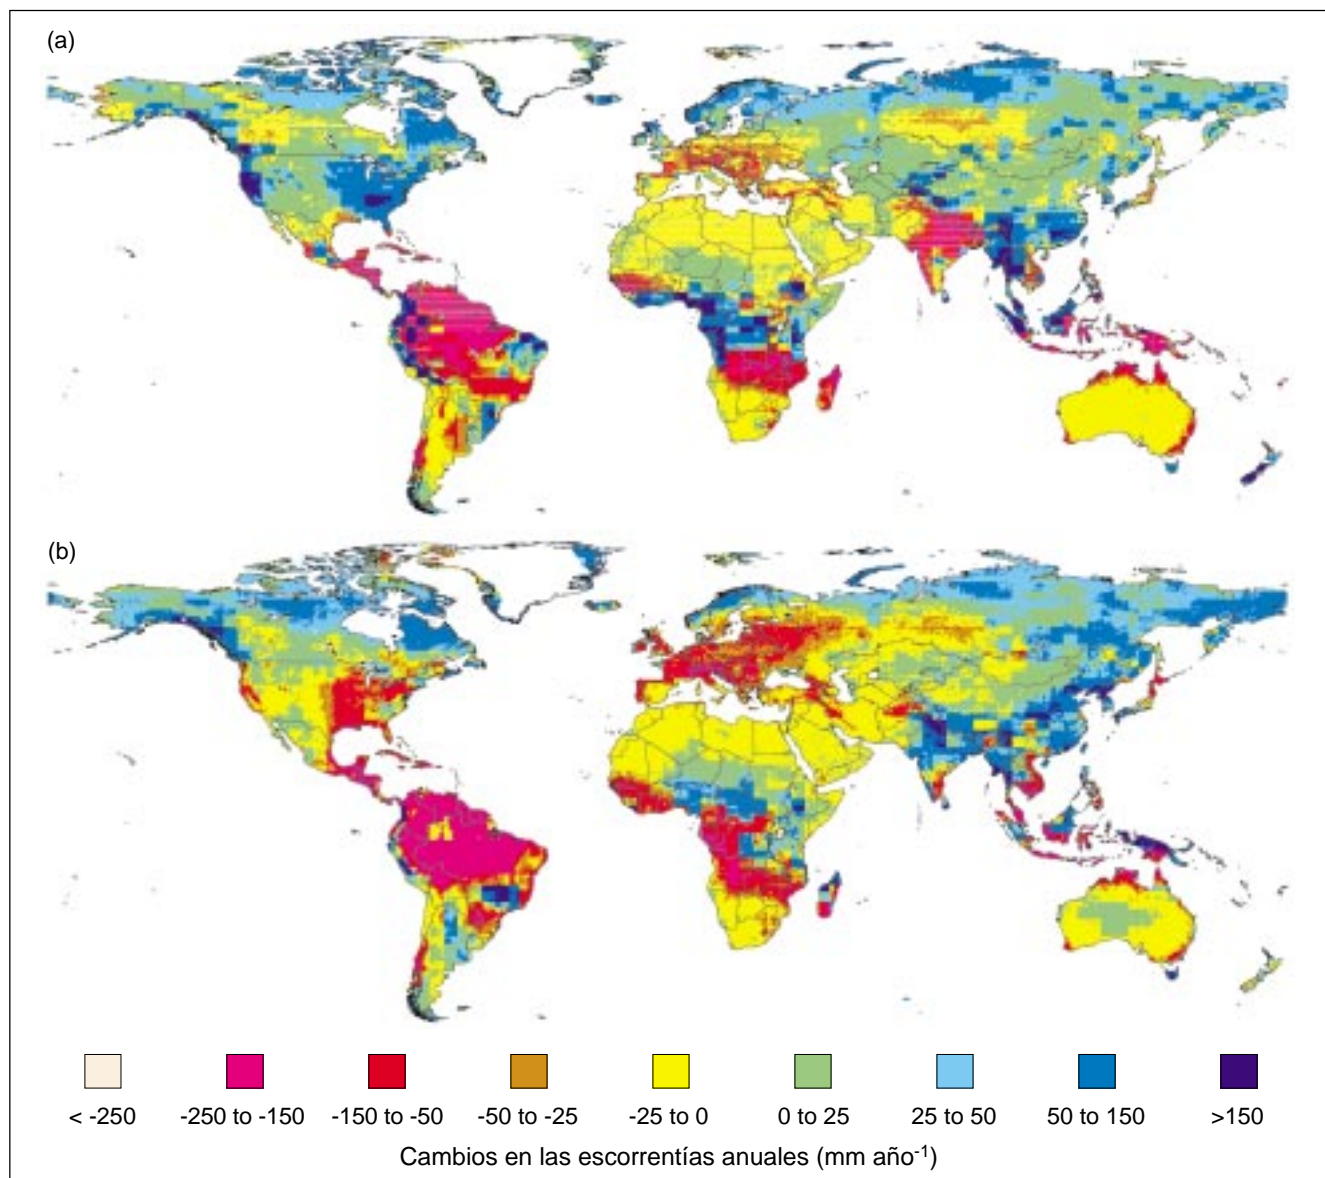 (a)
(b)
< -250
-250 to -150
-150 to -50
-50 to -25
-25 to 0
0 to 25
25 to 50
50 to 150
>150
Cambios en las escorrentías anuales (mm año⁻¹)